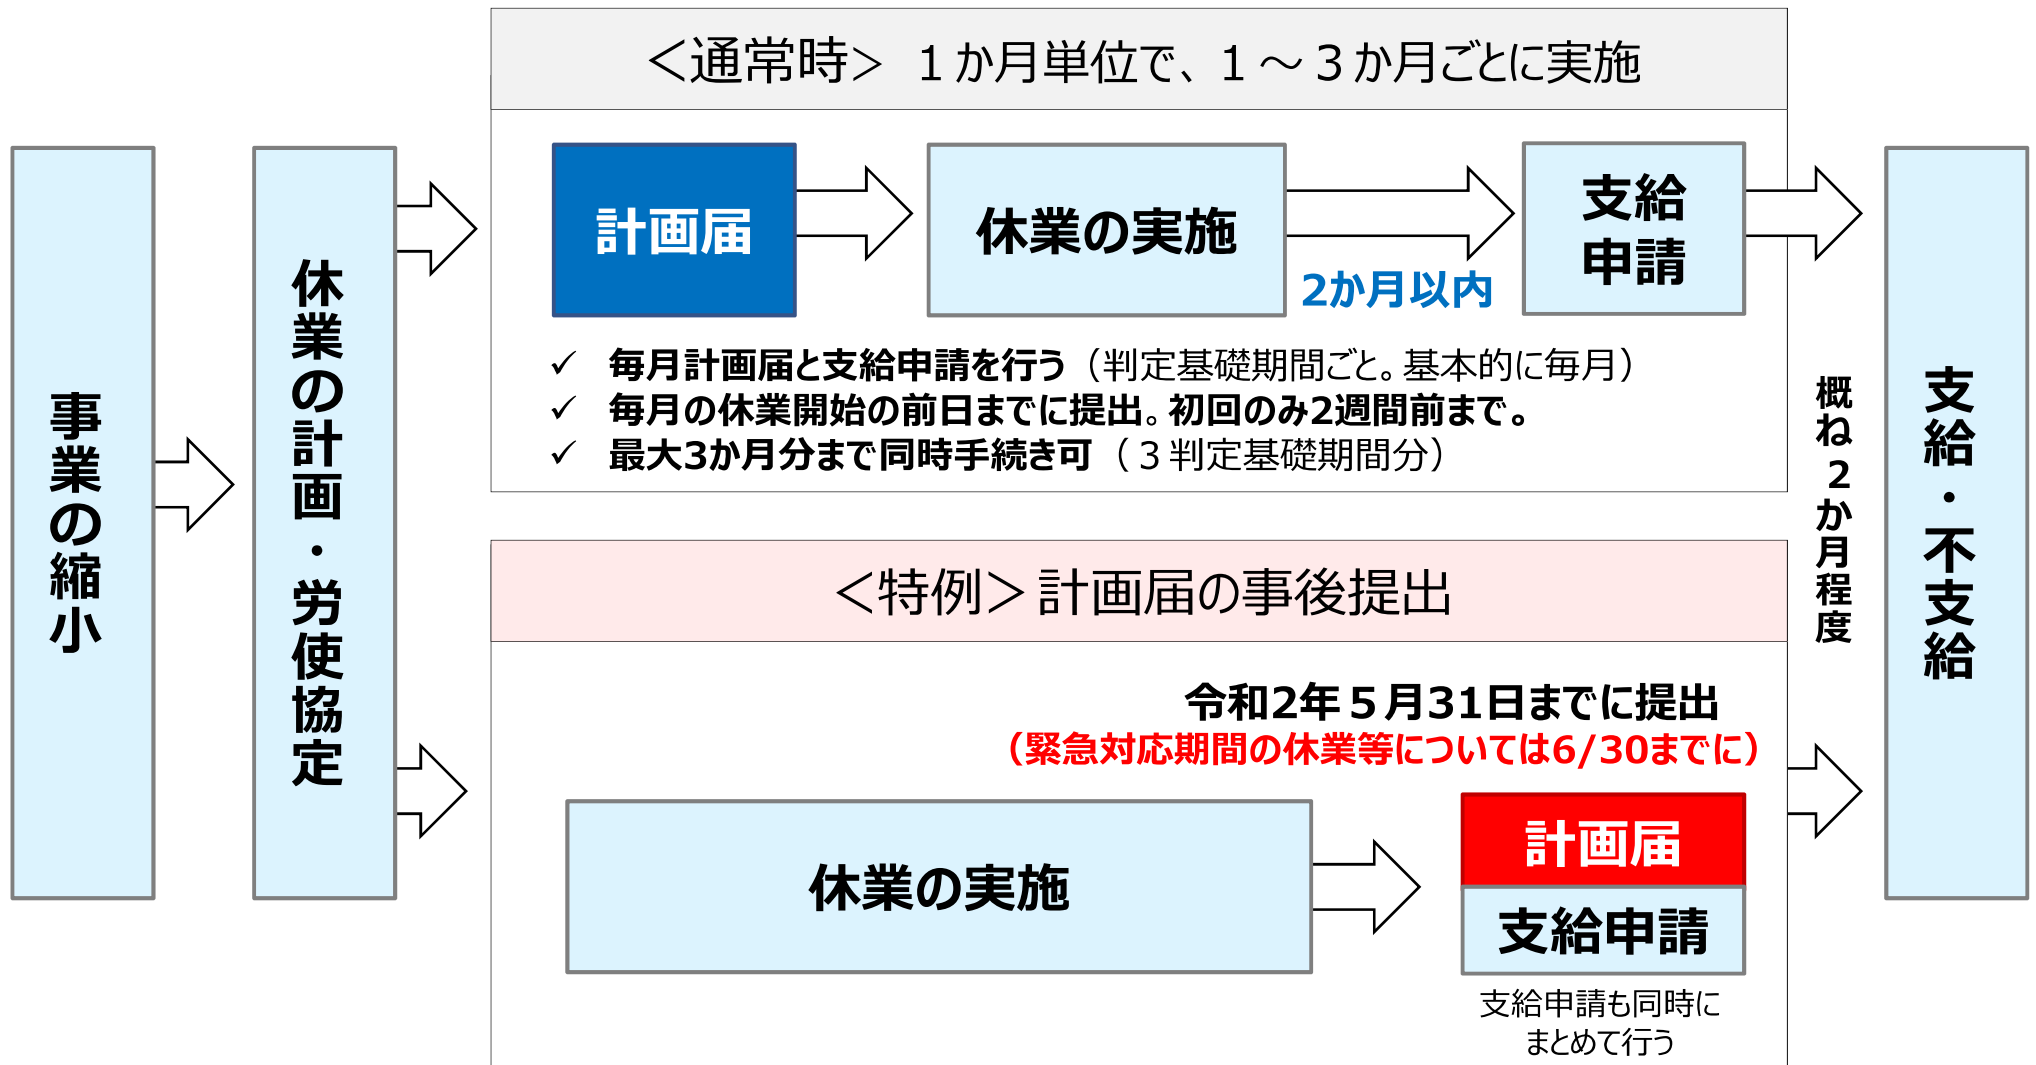 事業の縮小
休業の計画・労使協定
＜通常時＞ １か月単位で、１～３か月ごとに実施
計画届
休業の実施
2か月以内
支給
申請
✓ 毎月計画届と支給申請を行う（判定基礎期間ごと。基本的に毎月）
✓ 毎月の休業開始の前日までに提出。初回のみ2週間前まで。
✓ 最大3か月分まで同時手続き可（３判定基礎期間分）
＜特例＞計画届の事後提出
令和2年５月31日までに提出
（緊急対応期間の休業等については6/30までに）
休業の実施
計画届
支給申請
支給申請も同時に
まとめて行う
概ね２か月程度
支給・不支給